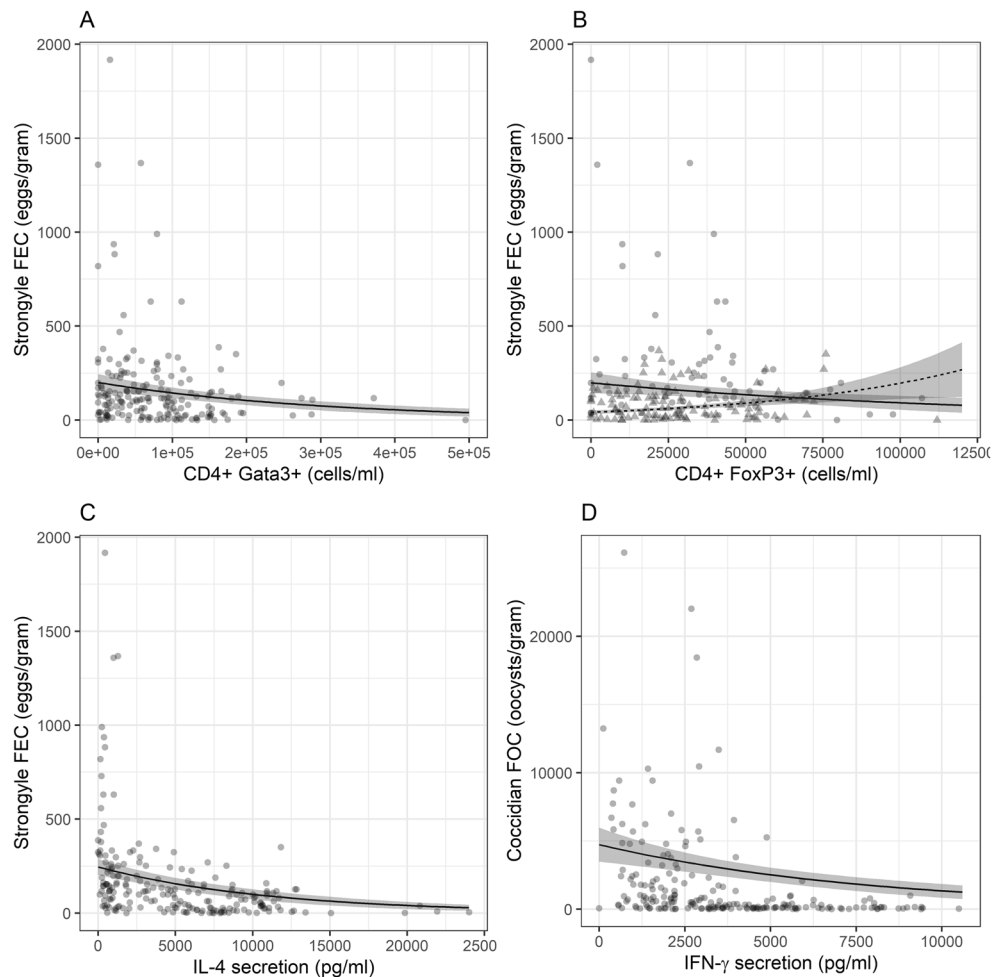 A
B
2000
1500
1000
500
0
Strongyle FEC (eggs/gram)
0e+00 1e+05 2e+05 3e+05 4e+05 5e+05
CD4+ Gata3+ (cells/ml)
2000
1500
1000
500
0
Strongyle FEC (eggs/gram)
0 25000 50000 75000 100000 12500
CD4+ FoxP3+ (cells/ml)
C
D
2000
1500
1000
500
0
Strongyle FEC (eggs/gram)
0 5000 10000 15000 20000 25000
IL-4 secretion (pg/ml)
20000
10000
0
Coccidian FOC (oocysts/gram)
0 2500 5000 7500 10000
IFN-γ secretion (pg/ml)